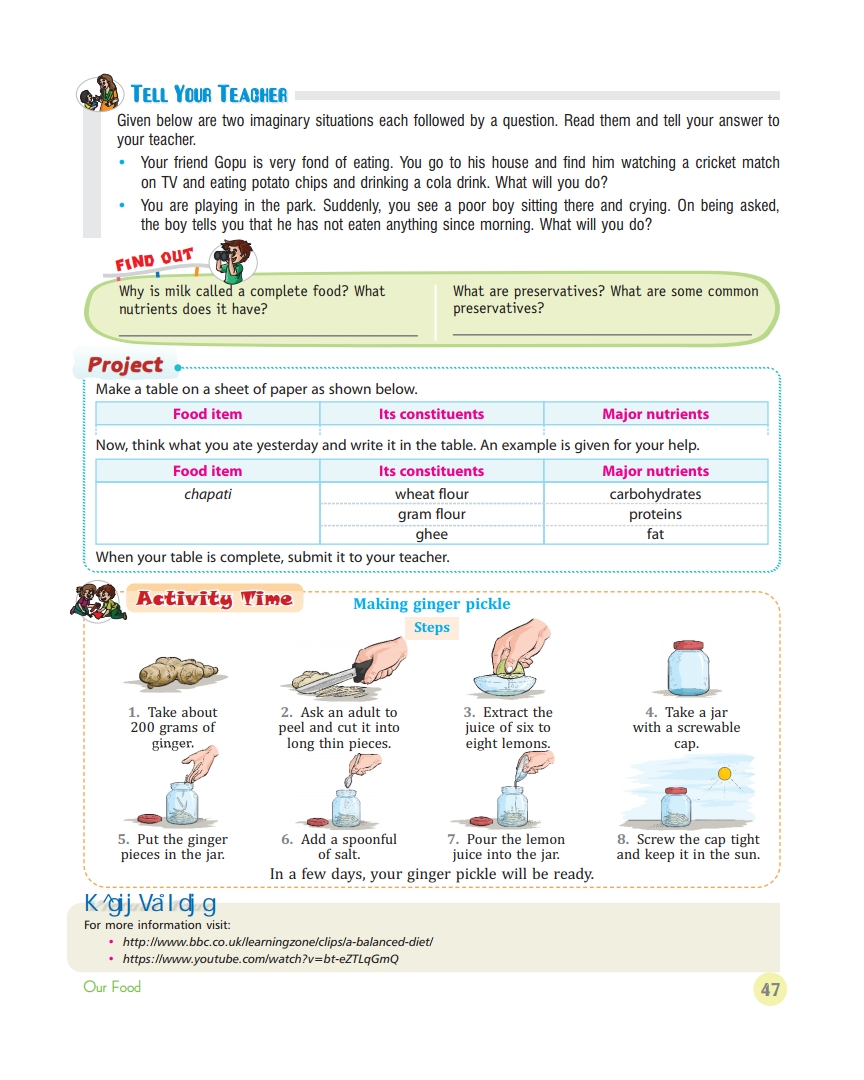 TELL YOUR TEACHER
Given below are two imaginary situations each followed by a question. Read them and tell your answer to
your teacher.
• Your friend Gopu is very fond of eating. You go to his house and find him watching a cricket match
on TV and eating potato chips and drinking a cola drink. What will you do?
• You are playing in the park. Suddenly, you see a poor boy sitting there and crying. On being asked,
the boy tells you that he has not eaten anything since morning. What will you do?
FIND OUT
Why is milk called a complete food? What
nutrients does it have?
What are preservatives? What are some common
preservatives?
Project
Make a table on a sheet of paper as shown below.
Food item Its constituents Major nutrients
Now, think what you ate yesterday and write it in the table. An example is given for your help.
Food item Its constituents Major nutrients
chapati wheat flour carbohydrates
gram flour proteins
ghee fat
When your table is complete, submit it to your teacher.
Activity Time
Making ginger pickle
Steps
1. Take about
200 grams of
ginger.
2. Ask an adult to
peel and cut it into
long thin pieces.
3. Extract the
juice of six to
eight lemons.
4. Take a jar
with a screwable
cap.
5. Put the ginger
pieces in the jar.
6. Add a spoonful
of salt.
7. Pour the lemon
juice into the jar.
8. Screw the cap tight
and keep it in the sun.
In a few days, your ginger pickle will be ready.
For more information visit:
• http://www.bbc.co.uk/learningzone/clips/a-balanced-diet/
• https://www.youtube.com/watch?v=bt-eZTLqGmQ
Our Food
47